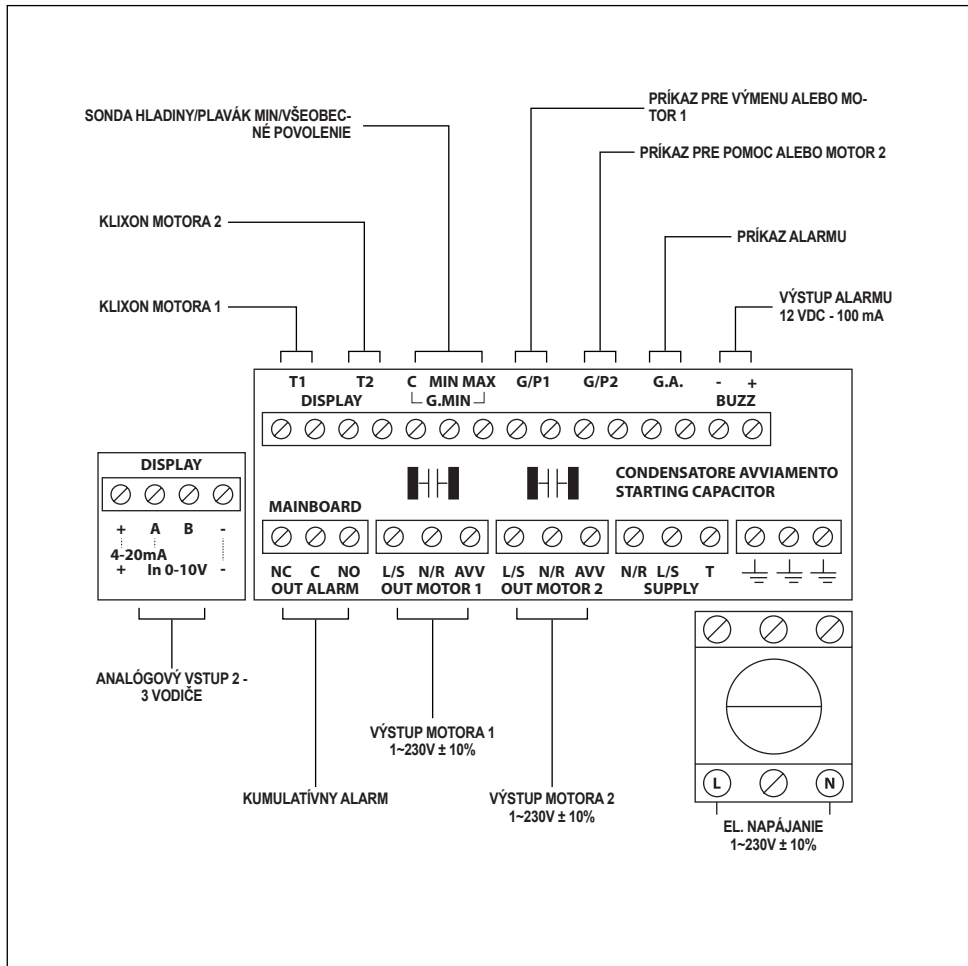 SONDA HLADINY/PLAVÁK MIN/VŠEOBEC-
NÉ POVOLENIE
PRÍKAZ PRE VÝMENU ALEBO MO-
TOR 1
PRÍKAZ PRE POMOC ALEBO MOTOR 2
KLIXON MOTORA 2
PRÍKAZ ALARMU
KLIXON MOTORA 1
VÝSTUP ALARMU
12 VDC - 100 mA
T1 T2 C MIN MAX G/P1 G/P2 G.A. - +
DISPLAY G.MIN BUZZ
DISPLAY
+ A B -
4-20mA
+ In 0-10V -
CONDENSATORE AVVIAMENTO
STARTING CAPACITOR
MAINBOARD
NC C NO L/S N/R AVV L/S N/R AVV N/R L/S T
OUT ALARM OUT MOTOR 1 OUT MOTOR 2 SUPPLY
ANALÓGOVÝ VSTUP 2 -
3 VODIČE
VÝSTUP MOTORA 1
1~230V ± 10%
KUMULATÍVNY ALARM
VÝSTUP MOTORA 2
1~230V ± 10%
L N
EL. NAPÁJANIE
1~230V ± 10%